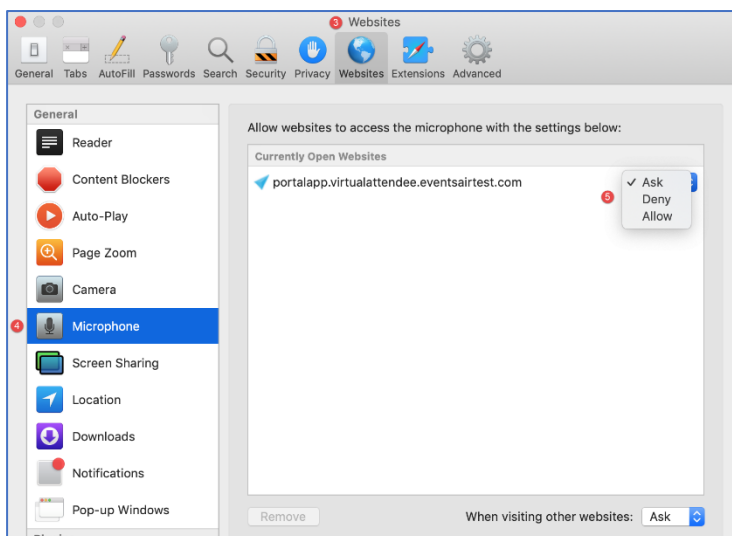 3 Websites
General Tabs AutoFill Passwords Search Security Privacy Websites Extensions Advanced
General
Reader
Content Blockers
Auto-Play
Page Zoom
Camera
4 Microphone
Screen Sharing
Location
Downloads
Notifications
Pop-up Windows
Allow websites to access the microphone with the settings below:
Currently Open Websites
portalapp.virtualattendee.eventsairtest.com
5
✓ Ask
Deny
Allow
Remove
When visiting other websites: Ask